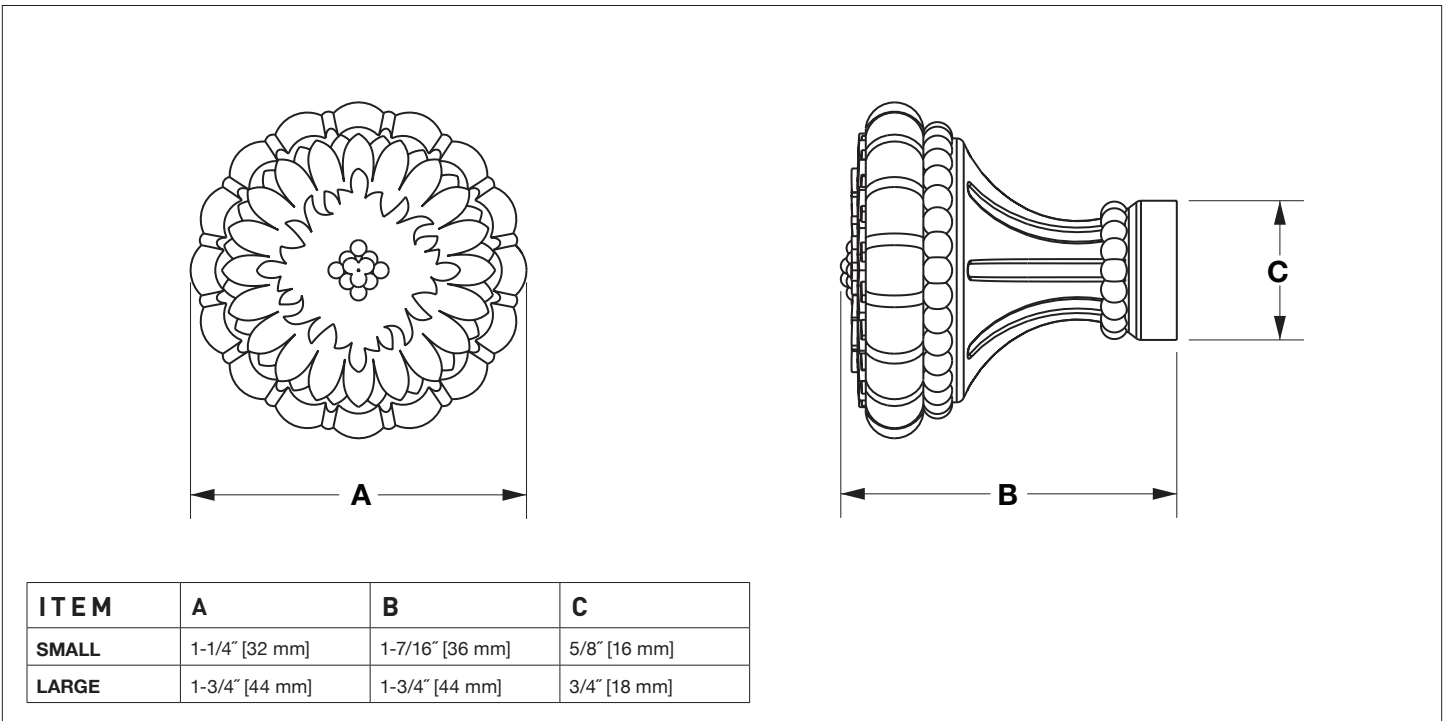 A
B
C
ITEM A B C
SMALL 1-1/4˝ [32 mm] 1-7/16˝ [36 mm] 5/8˝ [16 mm]
LARGE 1-3/4˝ [44 mm] 1-3/4˝ [44 mm] 3/4˝ [18 mm]